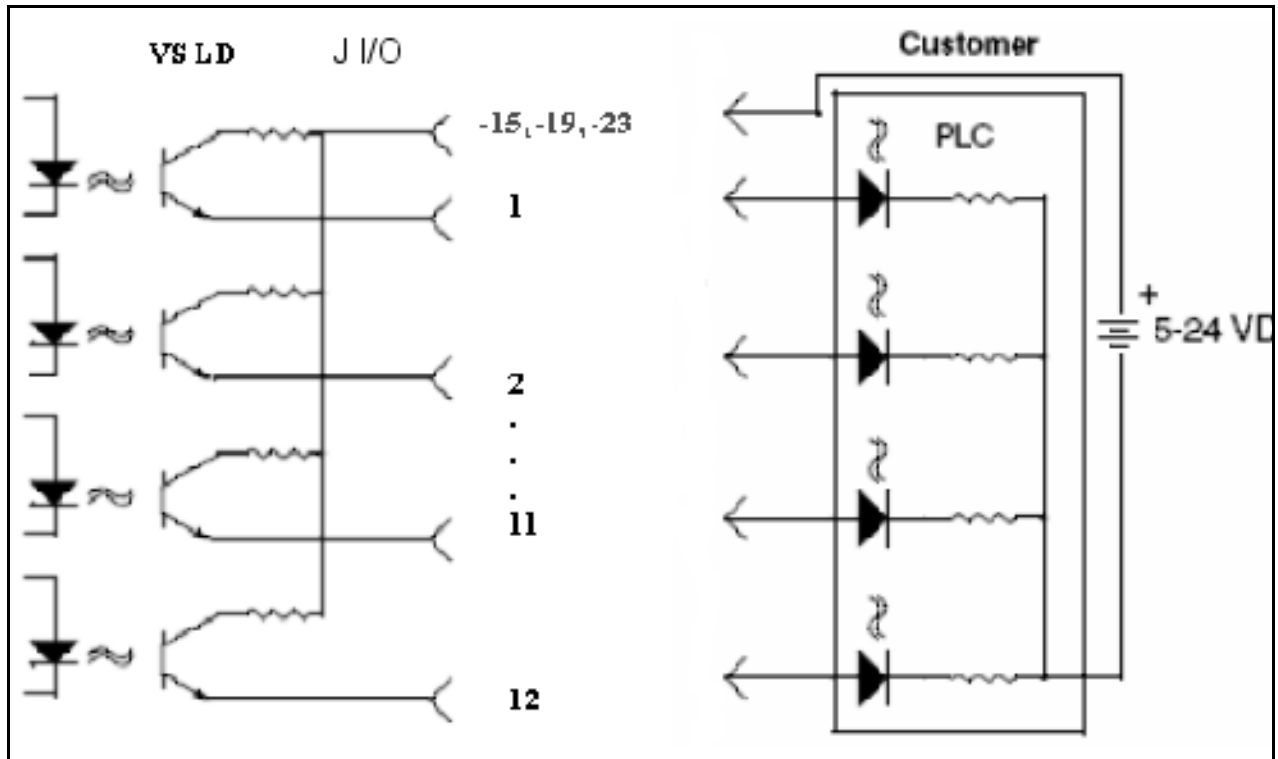 VS LD
J I/O
Customer
-15, -19, -23
PLC
1
+
5-24 VD
2
.
.
.
11
12